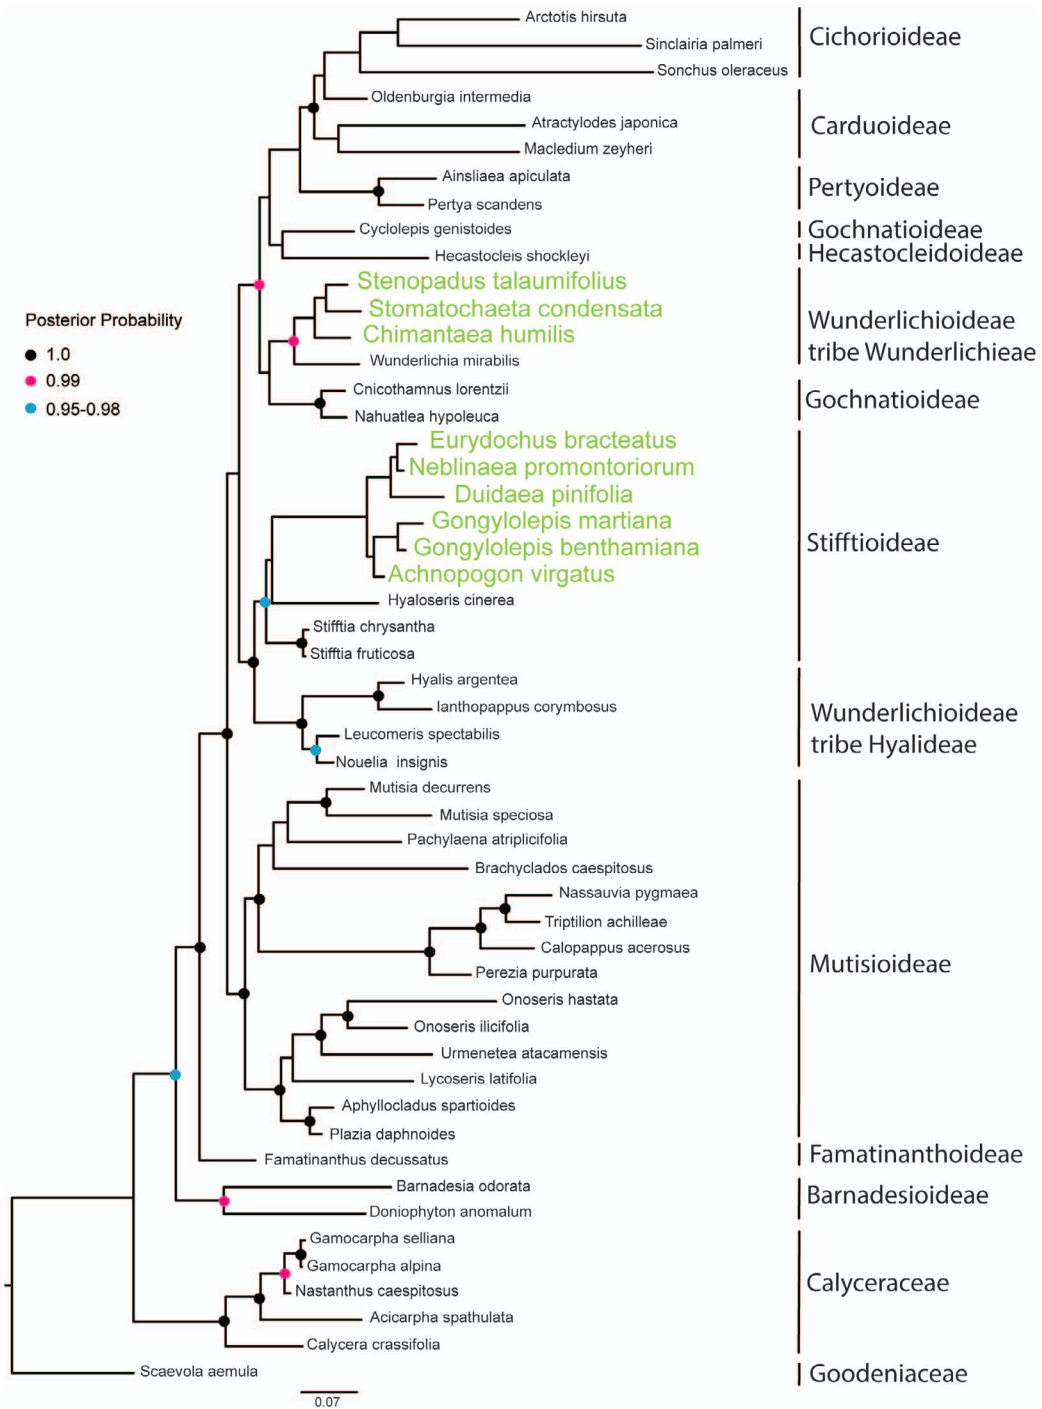 Arctotis hirsuta
Sinclairia palmeri
Sonchus oleraceus
Cichorioideae
Oldenburgia intermedia
Atractylodes japonica
Macledium zeyheri
Carduoideae
Ainsliaea apiculata
Pertya scandens
Pertyoideae
Cyclolepis genistoides
Gochnatioideae
Hecastocleis shockleyi
Hecastocleidoideae
Stenopadus talaumifolius
Stomatochaeta condensata
Chimantaea humilis
Wunderlichia mirabilis
Wunderlichioideae
tribe Wunderlichieae
Posterior Probability
1.0
0.99
0.95-0.98
Cnicothamnus lorentzii
Nahuatlea hypoleuca
Gochnatioideae
Eurydochus bracteatus
Neblinaea promontoriorum
Duidaea pinifolia
Gongylolepis martiana
Gongylolepis benthamiana
Achnopogon virgatus
Hyaloseris cinerea
Stifftia chrysantha
Stifftia fruticosa
Stifftioideae
Hyalis argentea
Ianthopappus corymbosus
Leucomeris spectabilis
Nouelia insignis
Wunderlichioideae
tribe Hyalideae
Mutisia decurrens
Mutisia speciosa
Pachylaena atriplicifolia
Brachyclados caespitosus
Nassauvia pygmaea
Triptilion achilleae
Calopappus acerosus
Perezia purpurata
Onoseris hastata
Onoseris ilicifolia
Urmenetea atacamensis
Lycoseris latifolia
Aphyllocladus spartioides
Plazia daphnoides
Mutisioideae
Famatinanthus decussatus
Famatinanthoideae
Barnadesia odorata
Doniophyton anomalum
Barnadesioideae
Gamocarpha selliana
Gamocarpha alpina
Nastanthus caespitosus
Acicarpha spathulata
Calycera crassifolia
Calyceraceae
Scaevola aemula
Goodeniaceae
0.07